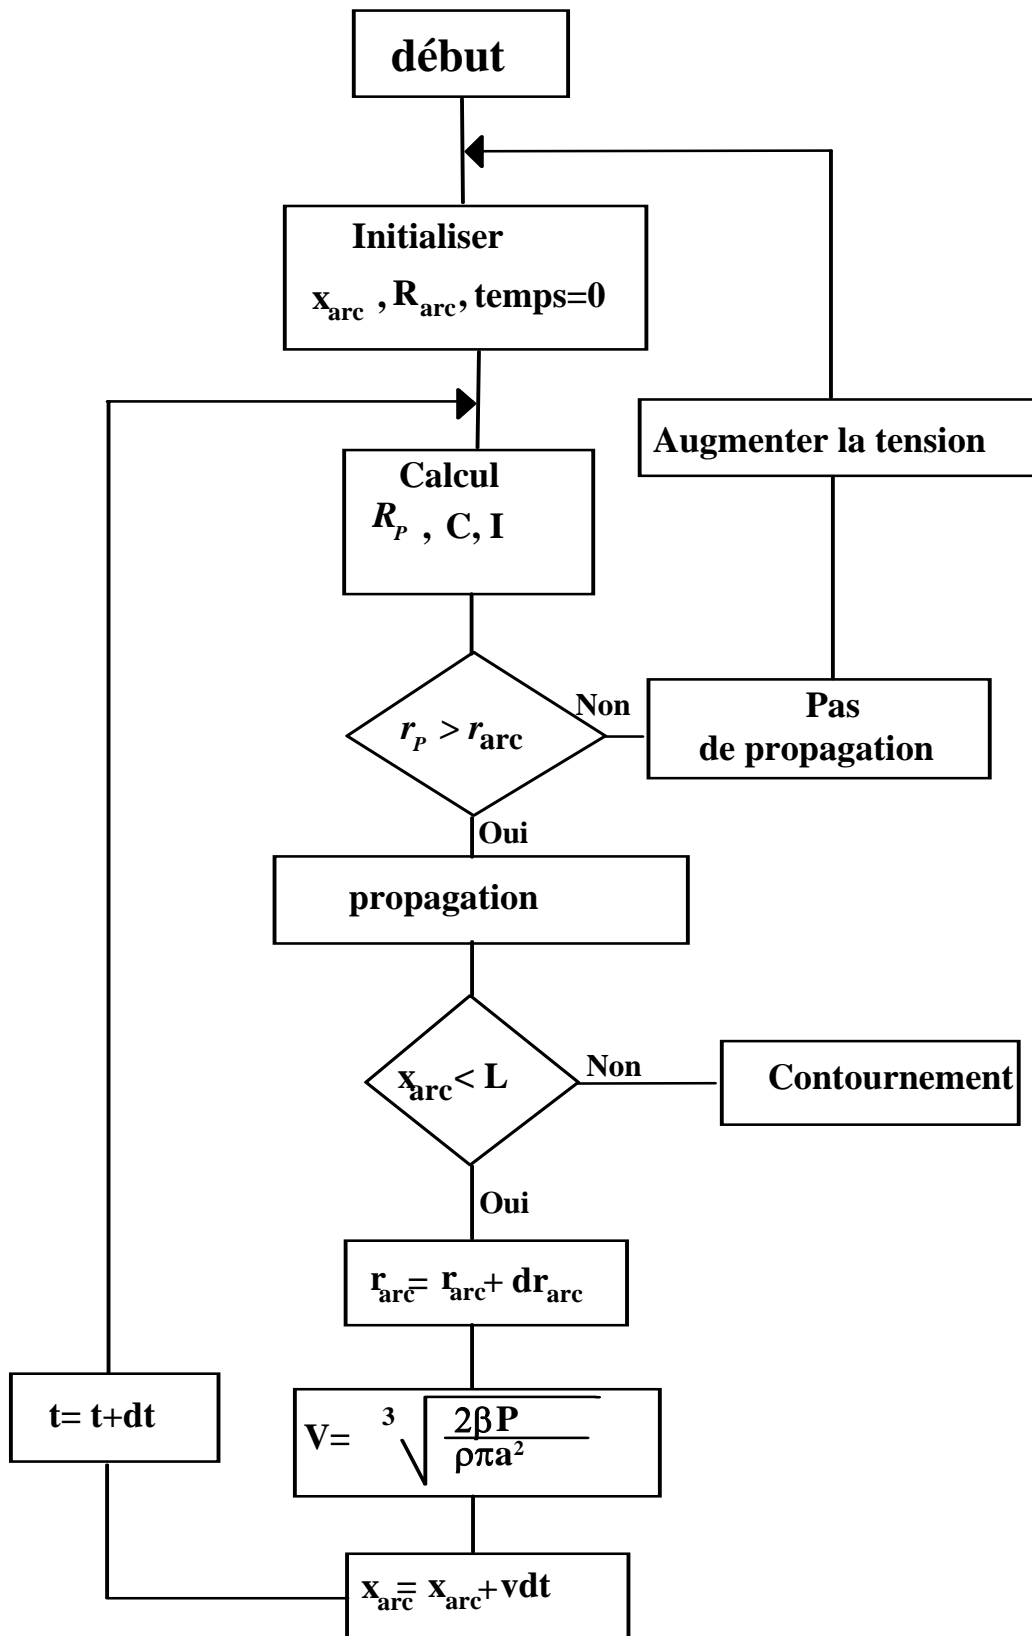 début
Initialiser
x_arc , R_arc, temps=0
Augmenter la tension
Calcul
R_P , C, I
r_P > r_arc
Non
Pas
de propagation
Oui
propagation
x_arc < L
Non
Contournement
Oui
r_arc = r_arc + dr_arc
t= t+dt
V= ³√(2βP / ρπa²)
x_arc = x_arc + vdt